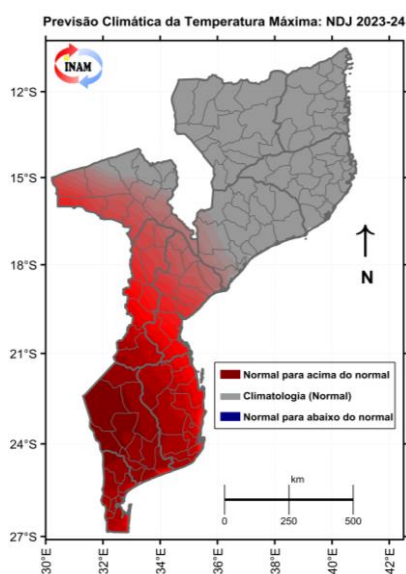 Previsão Climática da Temperatura Máxima: NDJ 2023-24
INAM
12°S
15°S
18°S
21°S
24°S
27°S
N
Normal para acima do normal
Climatologia (Normal)
Normal para abaixo do normal
km
0 250 500
30°E 32°E 34°E 36°E 38°E 40°E 42°E